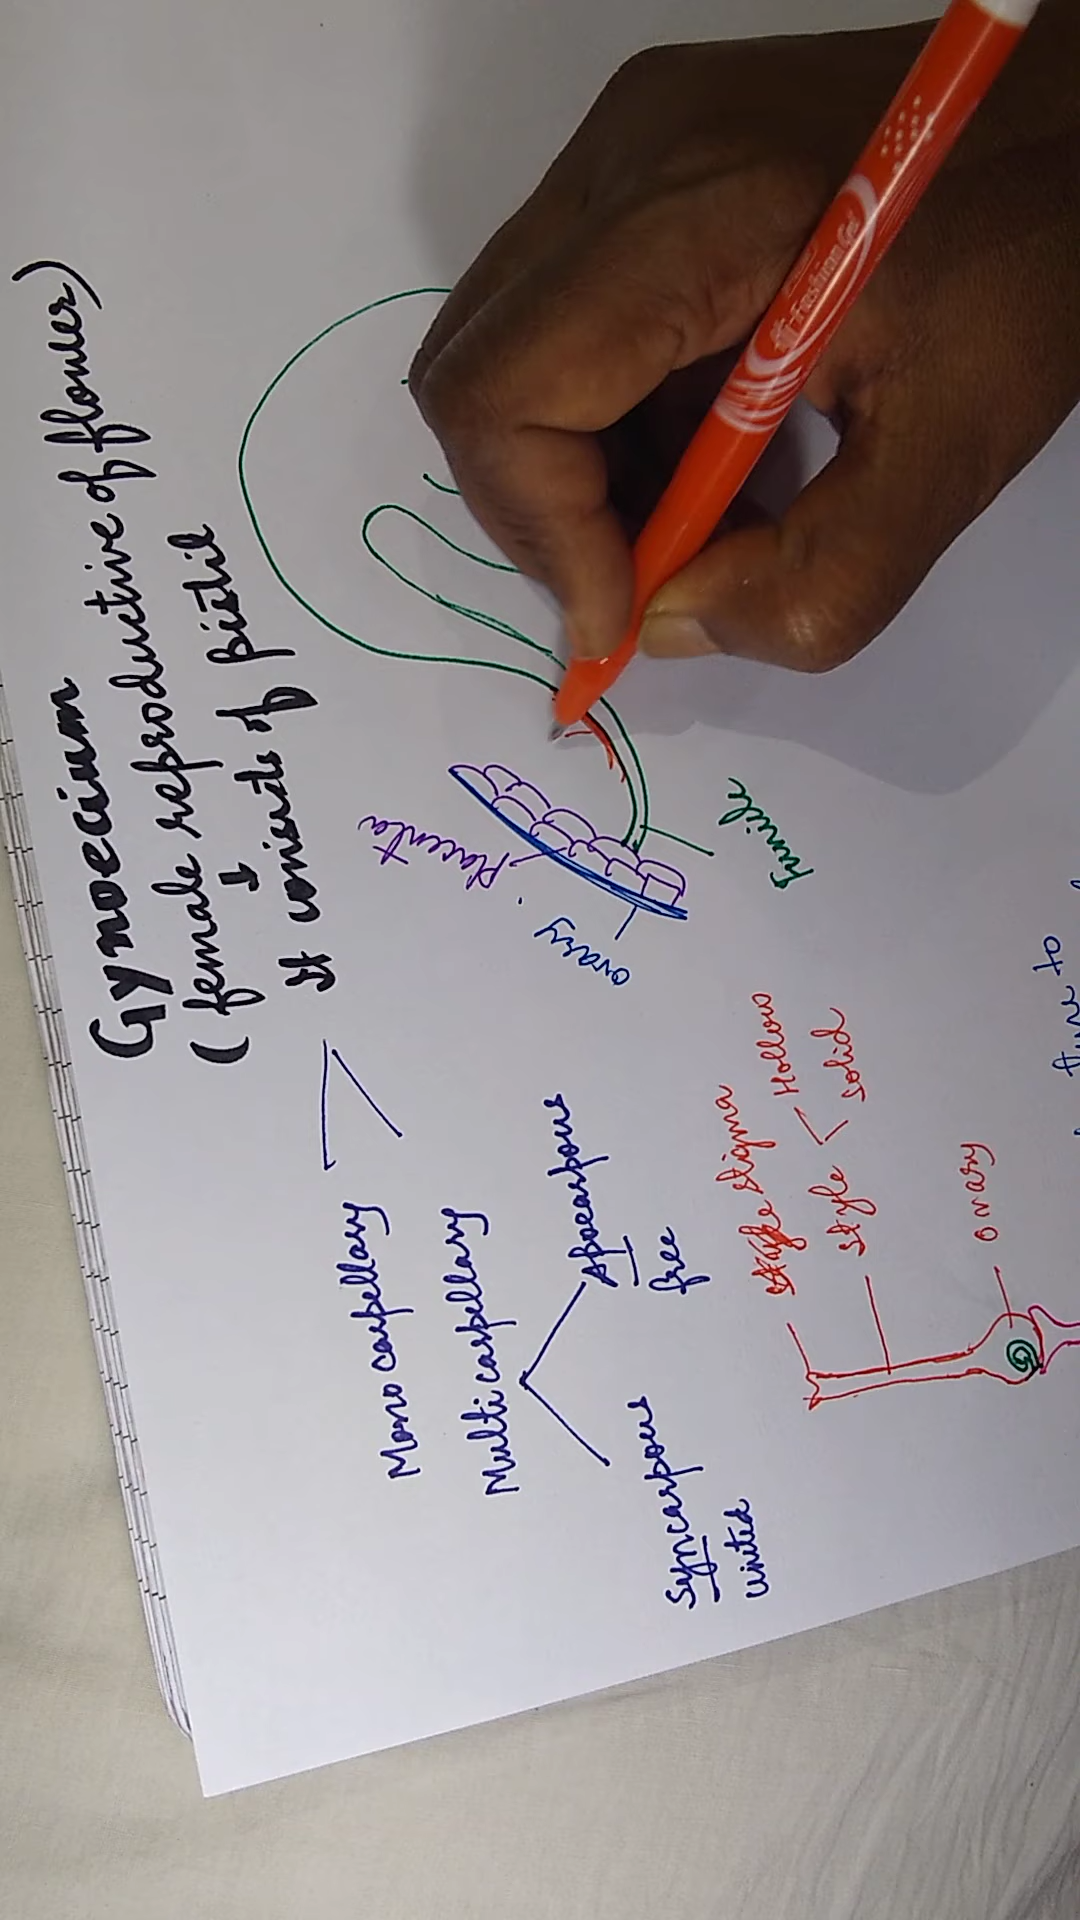 Gynoecium
(female reproductive of flower)
↓
It consists of pistil
Mono carpellary
Multi carpellary
Apocarpous
free
Syncarpous
united
Placenta
ovary
Funicle
stigma
style < Hollow
solid
ovary
to